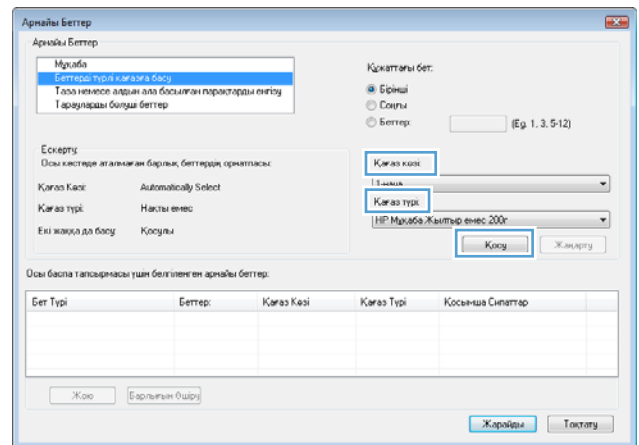 Арнайы Беттер
Арнайы Беттер
Мұқаба
Беттерді түрлі қағазға басу
Таза немесе алдын ала басылған парақтарды енгізу
Тарауларды бөлуші беттер
Құжаттағы бет:
Бірінші
Соңғы
Беттер:
(Eg. 1, 3, 5-12)
Ескерту:
Осы кестеде аталмаған барлық беттердің орнатпасы:
Қағаз Көзі:
Automatically Select
Қағаз түрі:
Нақты емес
Екі жаққа да басу:
Қосулы
Қағаз көзі:
1-науа
Қағаз түрі:
HP Мұқаба Жылтыр емес 200г
Қосу
Жаңарту
Осы баспа тапсырмасы үшін белгіленген арнайы беттер:
Бет Түрі
Беттер:
Қағаз Көзі
Қағаз Түрі
Қосымша Сипаттар
Жою
Барлығын Өшіру
Жарайды
Тоқтату